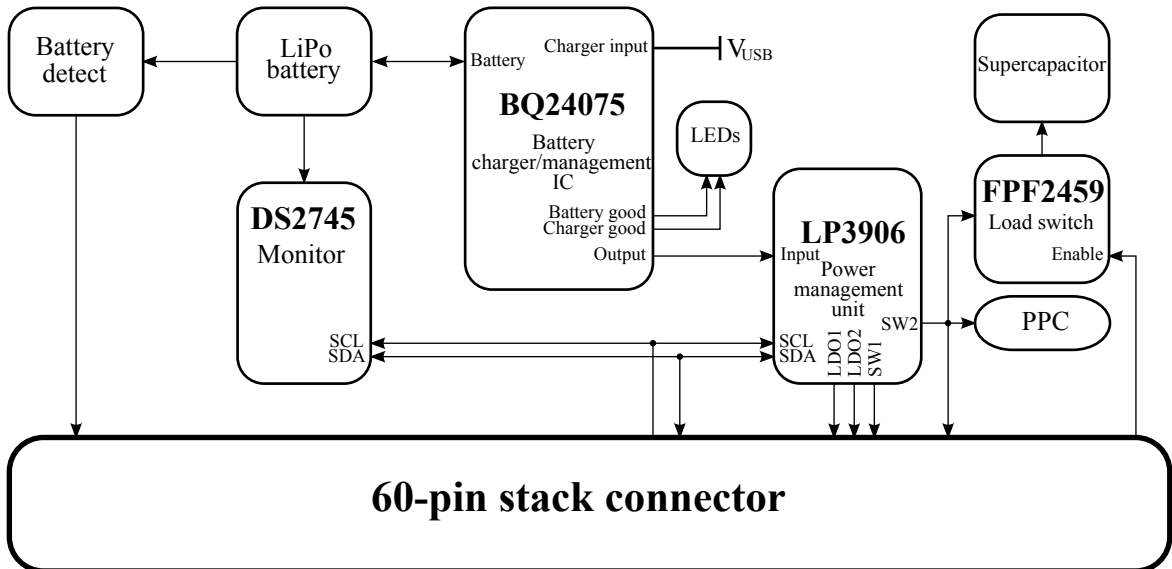 Battery
detect
LiPo
battery
Battery
Charger input
V_USB
BQ24075
Battery
charger/management
IC
Battery good
Charger good
Output
LEDs
Supercapacitor
DS2745
Monitor
SCL
SDA
LP3906
Input
Power
management
unit
SW2
SCL
SDA
LDO1
LDO2
SW1
FPF2459
Load switch
Enable
PPC
60-pin stack connector